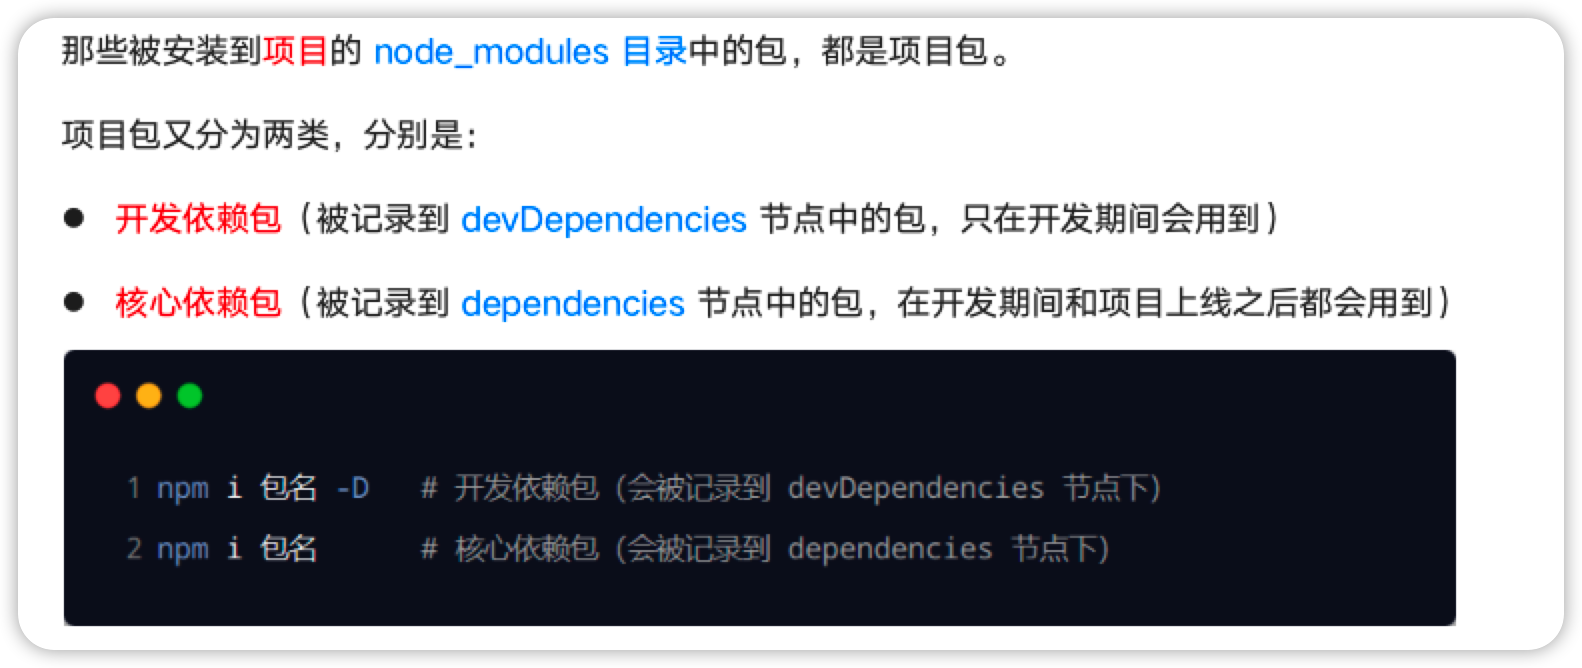 那些被安装到项目的 node_modules 目录中的包，都是项目包。
项目包又分为两类，分别是：
● 开发依赖包（被记录到 devDependencies 节点中的包，只在开发期间会用到）
● 核心依赖包（被记录到 dependencies 节点中的包，在开发期间和项目上线之后都会用到）
1 npm i 包名 -D   # 开发依赖包（会被记录到 devDependencies 节点下）
2 npm i 包名      # 核心依赖包（会被记录到 dependencies 节点下）